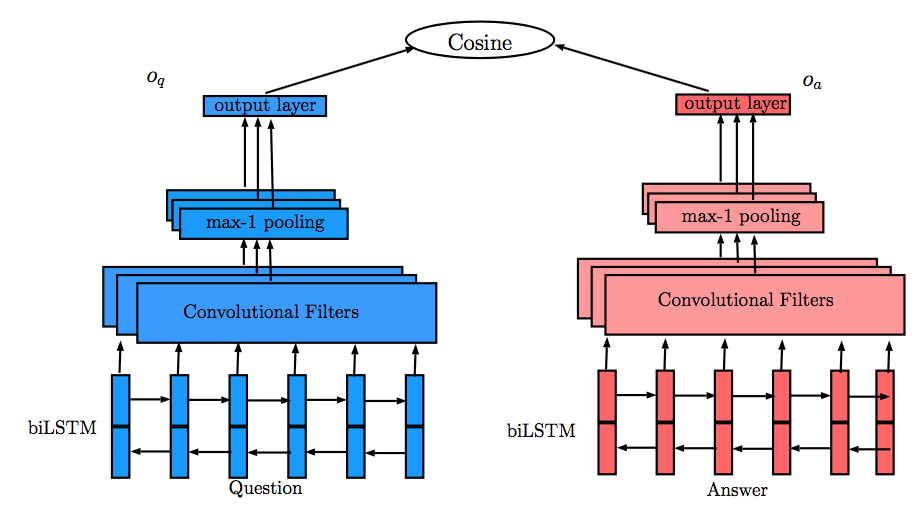 Cosine
o_q
o_a
output layer
output layer
max-1 pooling
max-1 pooling
Convolutional Filters
Convolutional Filters
biLSTM
biLSTM
Question
Answer